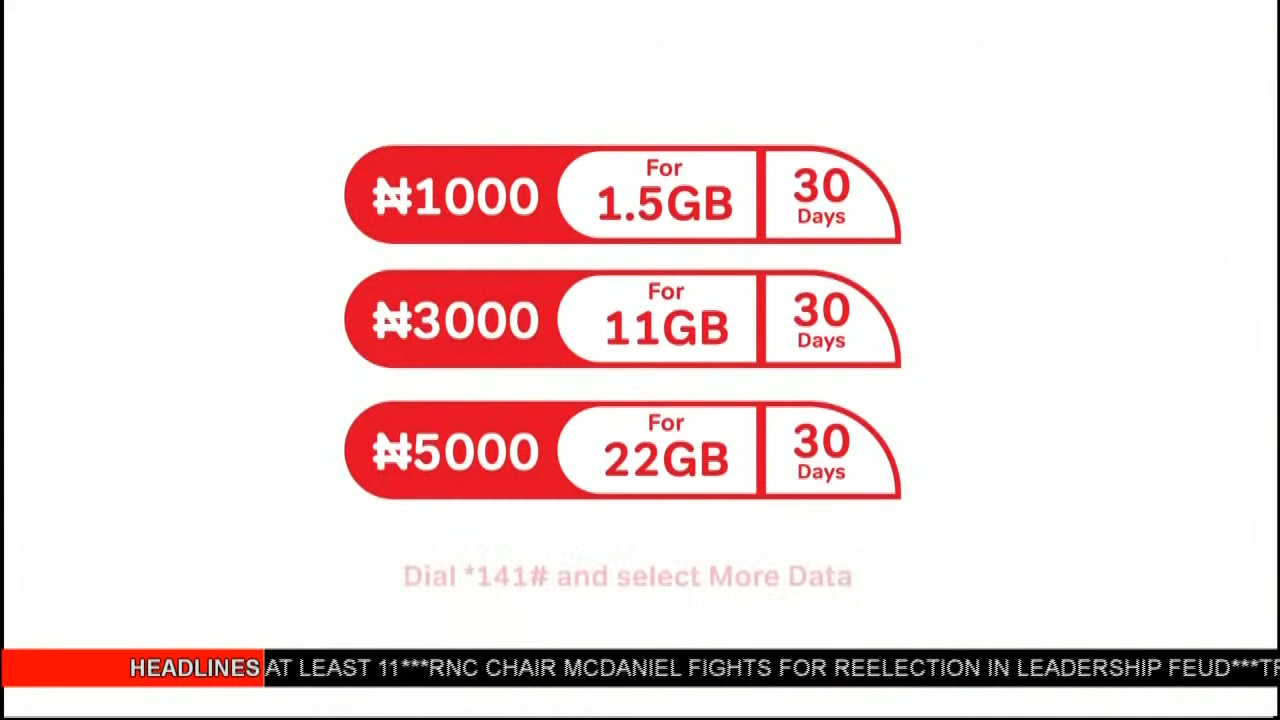 ₦1000
For
1.5GB
30
Days
₦3000
For
11GB
30
Days
₦5000
For
22GB
30
Days
Dial *141# and select More Data
HEADLINES AT LEAST 11***RNC CHAIR MCDANIEL FIGHTS FOR REELECTION IN LEADERSHIP FEUD***